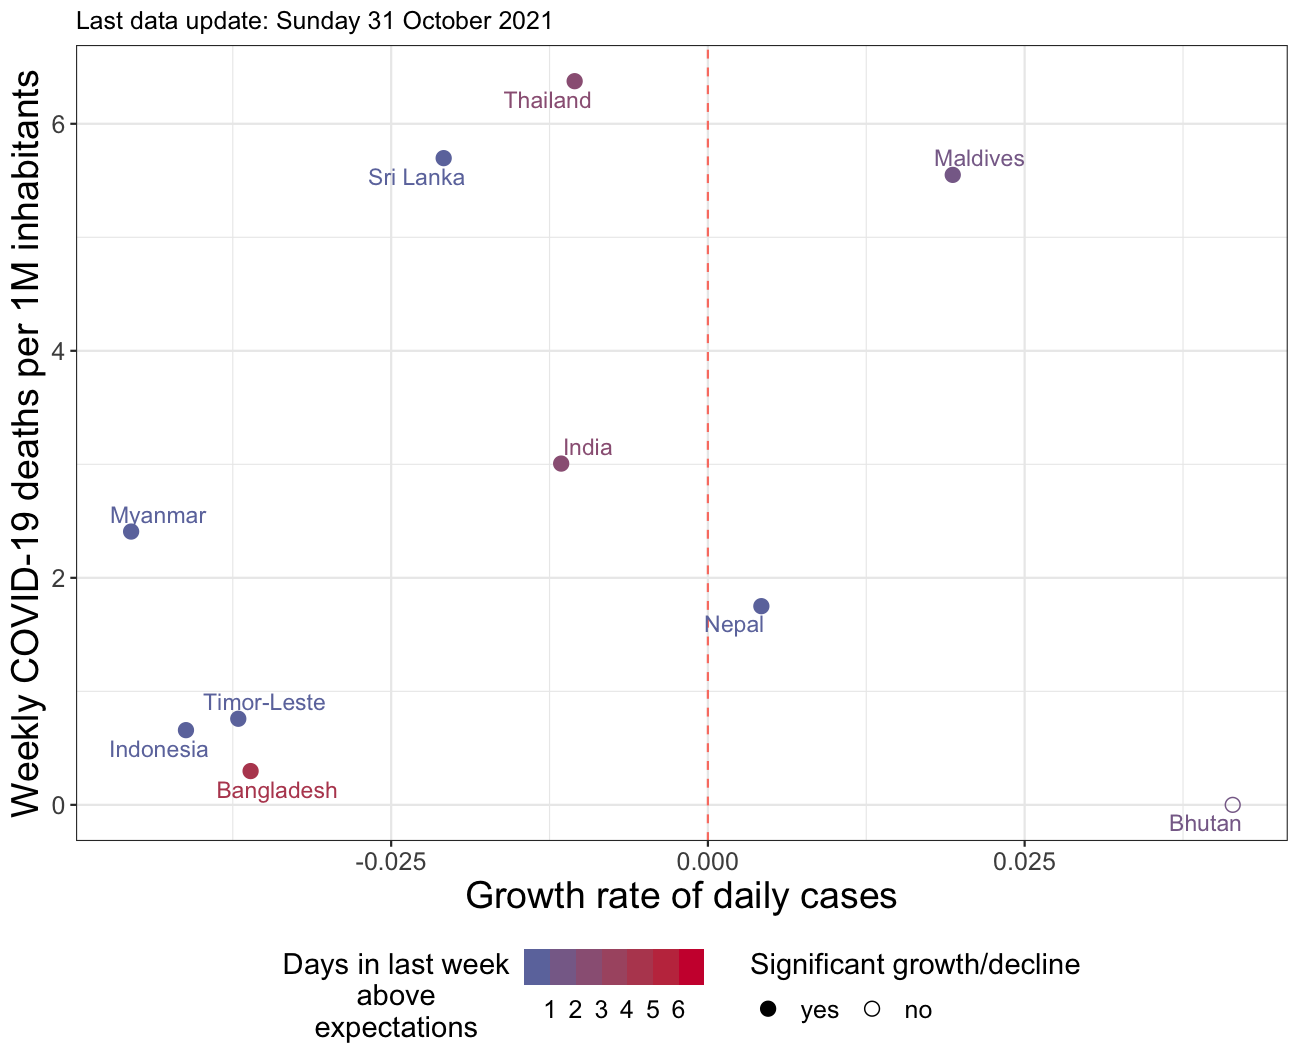 Last data update: Sunday 31 October 2021
Weekly COVID-19 deaths per 1M inhabitants
6
4
2
0
Thailand
Sri Lanka
Maldives
India
Myanmar
Nepal
Timor-Leste
Indonesia
Bangladesh
Bhutan
-0.025 0.000 0.025
Growth rate of daily cases
Days in last week
above
expectations
1 2 3 4 5 6
Significant growth/decline
yes no